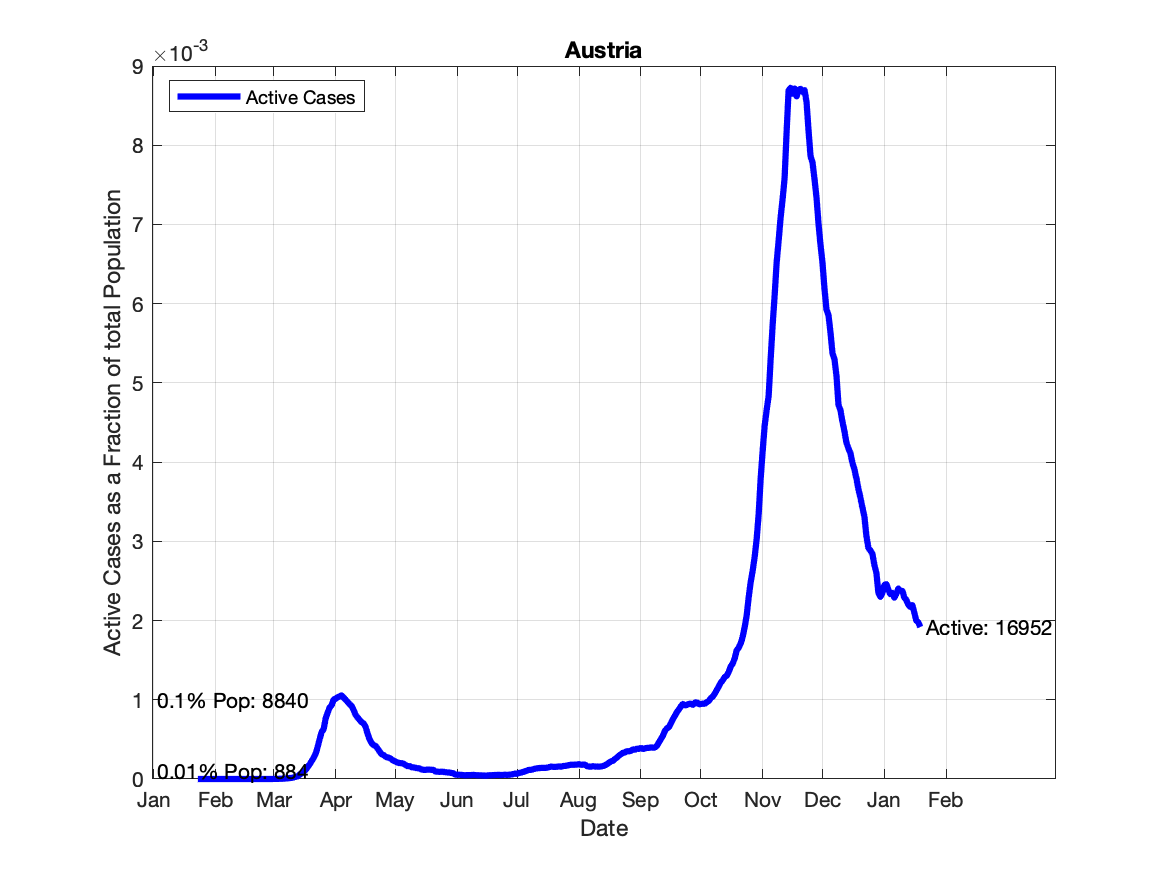 Austria
×10-3
9
8
7
6
5
4
3
2
1
0
Active Cases as a Fraction of total Population
Active Cases
0.1% Pop: 8840
0.01% Pop: 884
Active: 16952
Jan Feb Mar Apr May Jun Jul Aug Sep Oct Nov Dec Jan Feb
Date